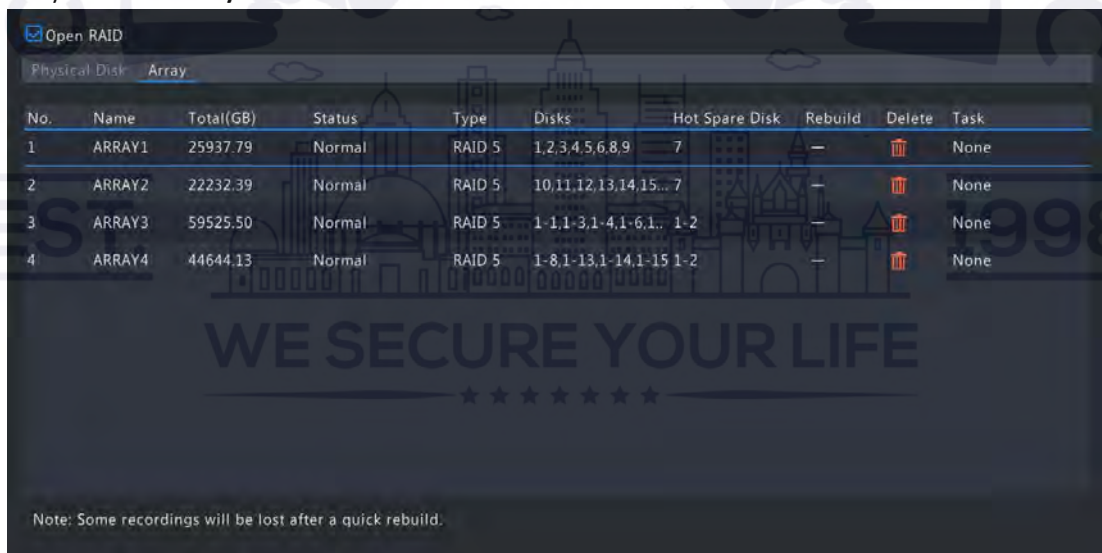 Open RAID
Physical Disk Array
No. Name Total(GB) Status Type Disks Hot Spare Disk Rebuild Delete Task
1 ARRAY1 25937.79 Normal RAID 5 1,2,3,4,5,6,8,9 7 — None
2 ARRAY2 22232.39 Normal RAID 5 10,11,12,13,14,15... 7 — None
EST. 1998
3 ARRAY3 59525.50 Normal RAID 5 1-1,1-3,1-4,1-6,1.. 1-2 — None
4 ARRAY4 44644.13 Normal RAID 5 1-8,1-13,1-14,1-15 1-2 — None
WE SECURE YOUR LIFE
Note: Some recordings will be lost after a quick rebuild.